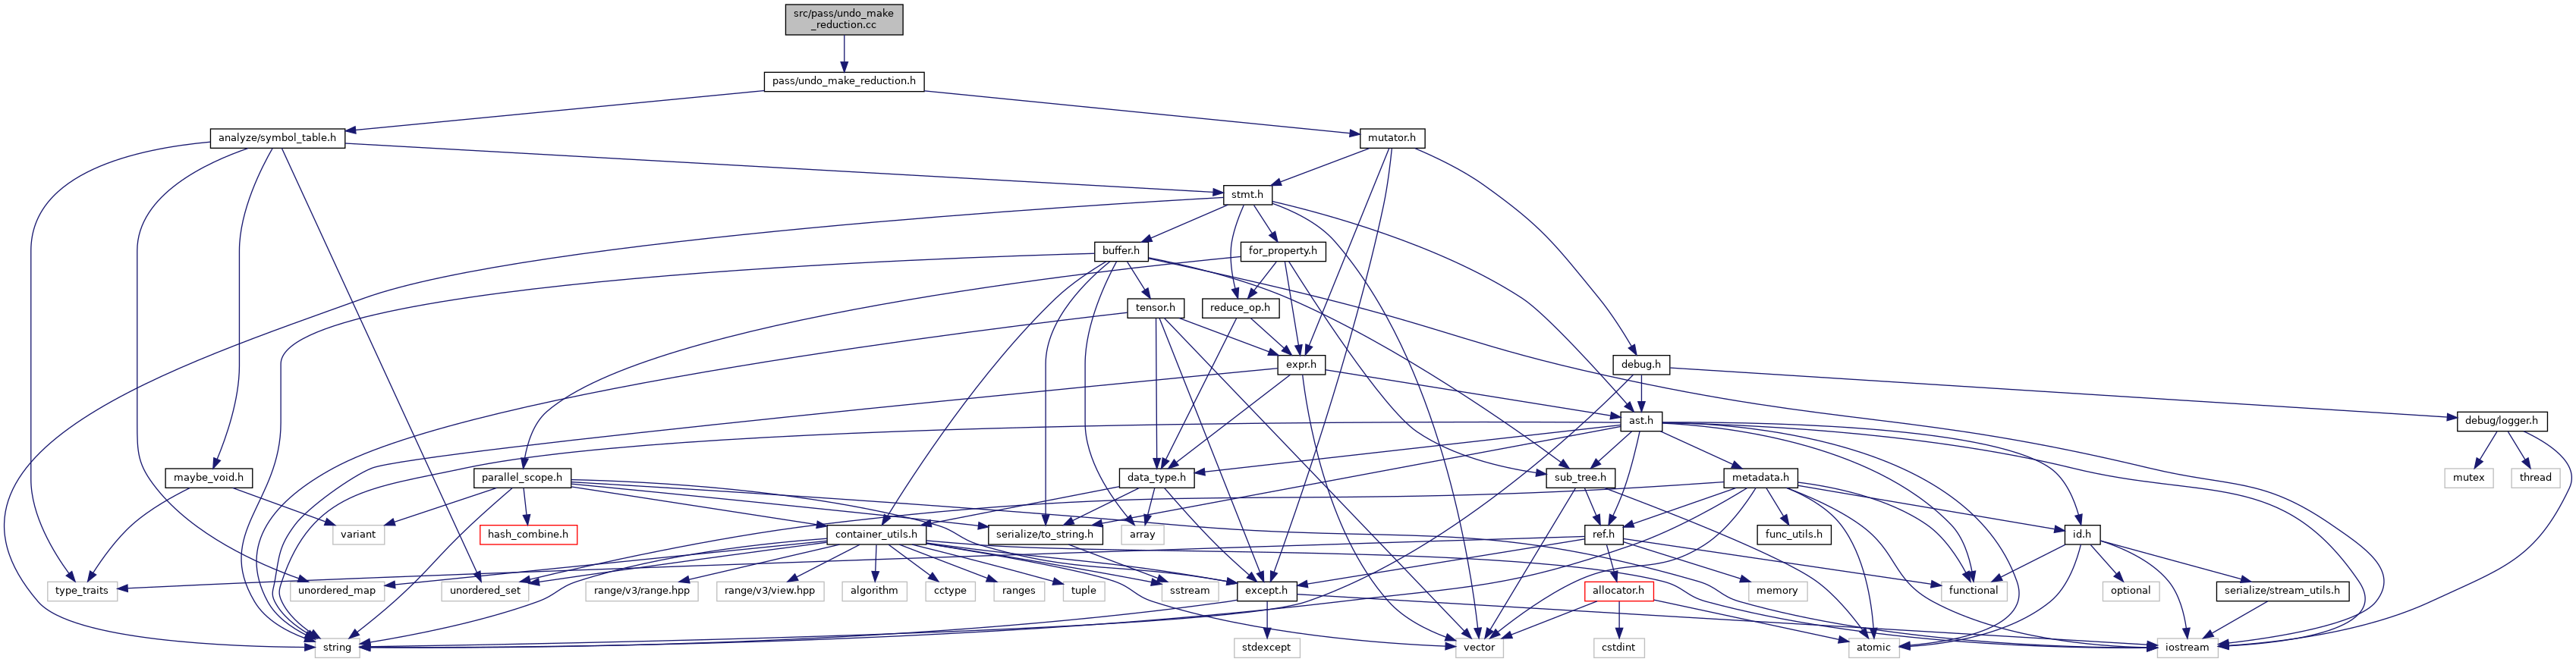 src/pass/undo_make
_reduction.cc
pass/undo_make_reduction.h
analyze/symbol_table.h
mutator.h
stmt.h
buffer.h
for_property.h
tensor.h
reduce_op.h
expr.h
debug.h
ast.h
debug/logger.h
maybe_void.h
parallel_scope.h
data_type.h
sub_tree.h
metadata.h
mutex
thread
variant
hash_combine.h
container_utils.h
serialize/to_string.h
array
ref.h
func_utils.h
id.h
type_traits
unordered_map
unordered_set
range/v3/range.hpp
range/v3/view.hpp
algorithm
cctype
ranges
tuple
sstream
except.h
allocator.h
memory
functional
optional
serialize/stream_utils.h
string
stdexcept
vector
cstdint
atomic
iostream